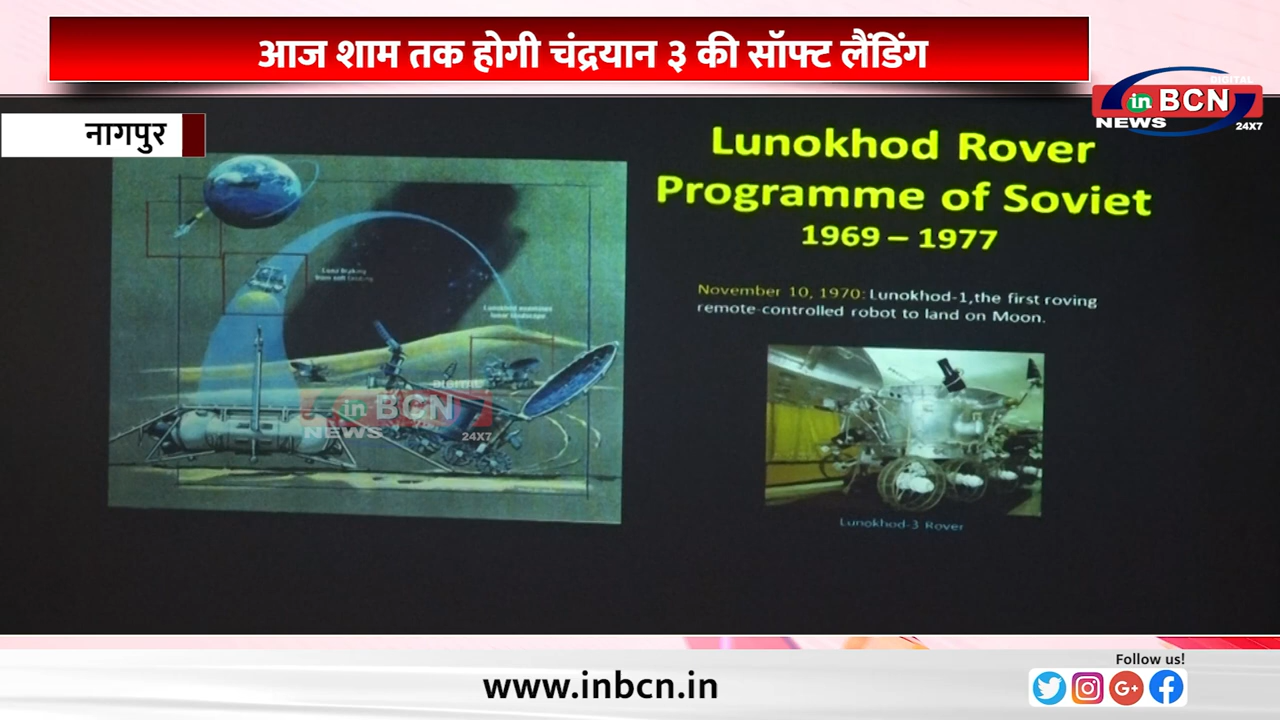 आज शाम तक होगी चंद्रयान ३ की सॉफ्ट लैंडिंग
DIGITAL
in BCN
NEWS 24X7
नागपुर
Lunokhod Rover
Programme of Soviet
1969 – 1977
November 10, 1970: Lunokhod-1,the first roving
remote-controlled robot to land on Moon.
Lunokhod-3 Rover
DIGITAL
in BCN
NEWS 24X7
Follow us!
www.inbcn.in